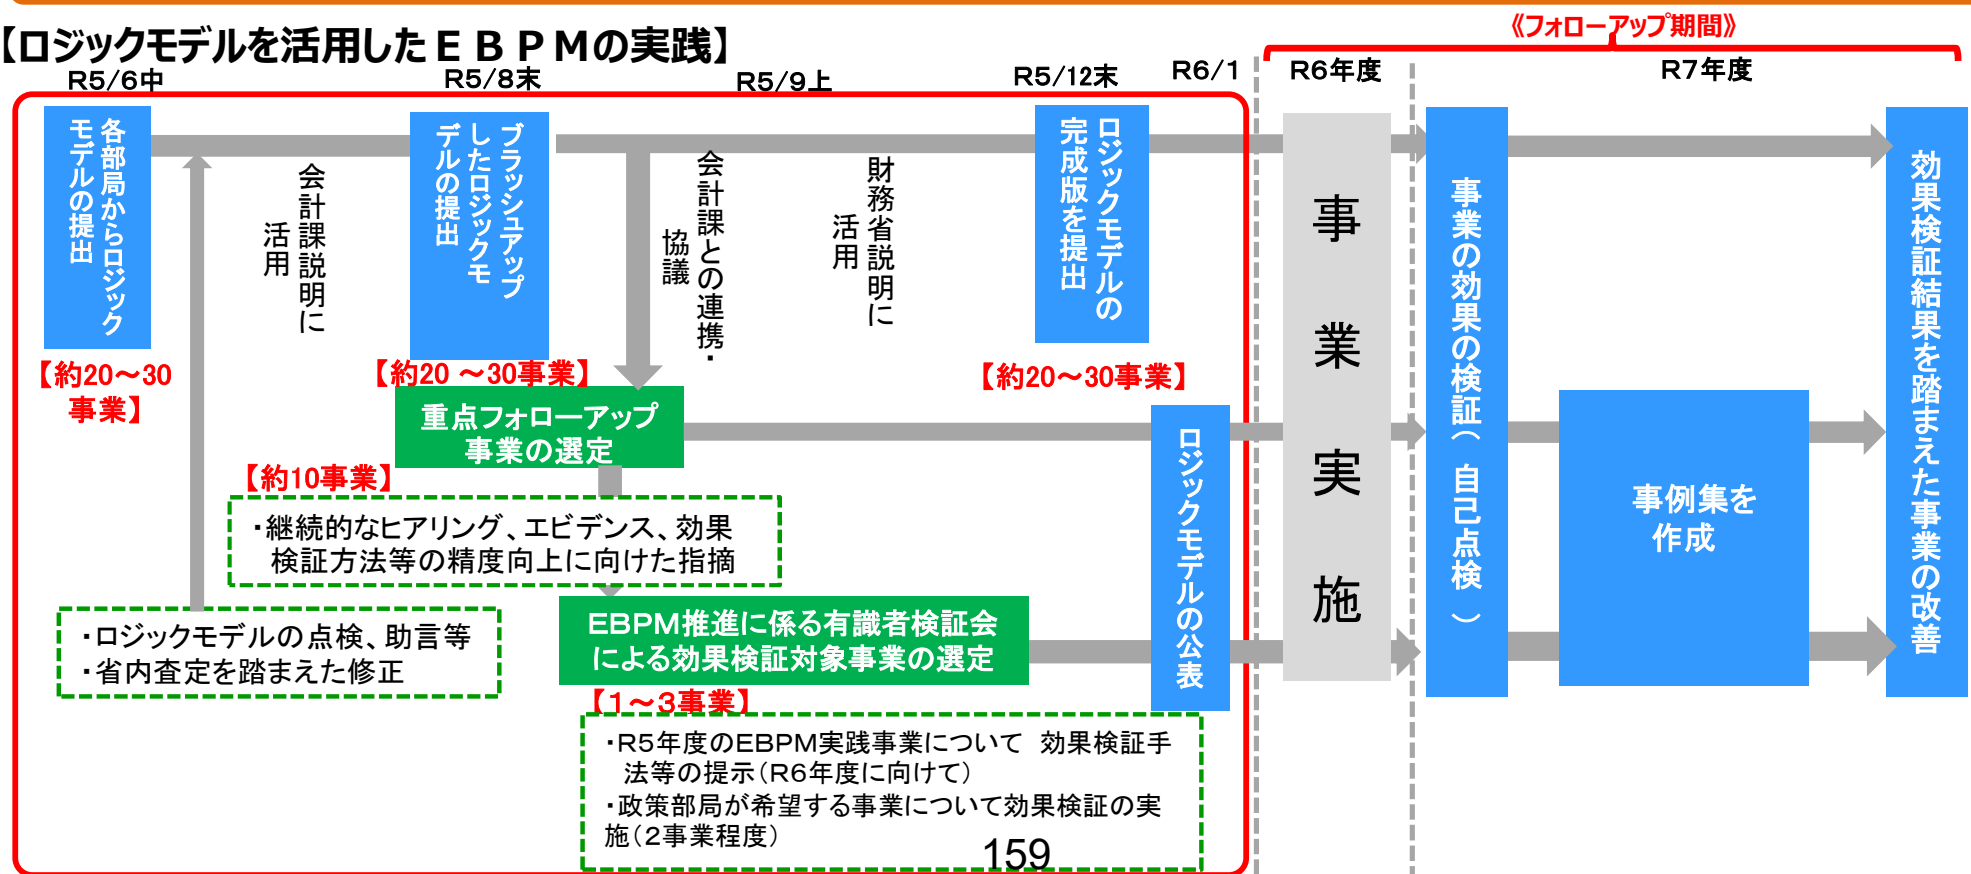 《フォローアップ期間》
【ロジックモデルを活用したＥＢＰＭの実践】
R5/6中
R5/8末
R5/9上
R5/12末
R6/1
R6年度
R7年度
各部局からロジック
モデルの提出
会計課説明に
活用
ブラッシュアップ
したロジックモ
デルの提出
会計課との連携・
協議
財務省説明に
活用
ロジックモデルの
完成版を提出
事業実施
事業の効果の検証（自己点検）
効果検証結果を踏まえた事業の改善
【約20～30
事業】
【約20 ～30事業】
【約20～30事業】
重点フォローアップ
事業の選定
【約10事業】
・継続的なヒアリング、エビデンス、効果
検証方法等の精度向上に向けた指摘
ロジックモデルの公表
事例集を
作成
・ロジックモデルの点検、助言等
・省内査定を踏まえた修正
EBPM推進に係る有識者検証会
による効果検証対象事業の選定
【１～３事業】
・R5年度のEBPM実践事業について　効果検証手
法等の提示（R6年度に向けて）
・政策部局が希望する事業について効果検証の実
施（２事業程度）
159